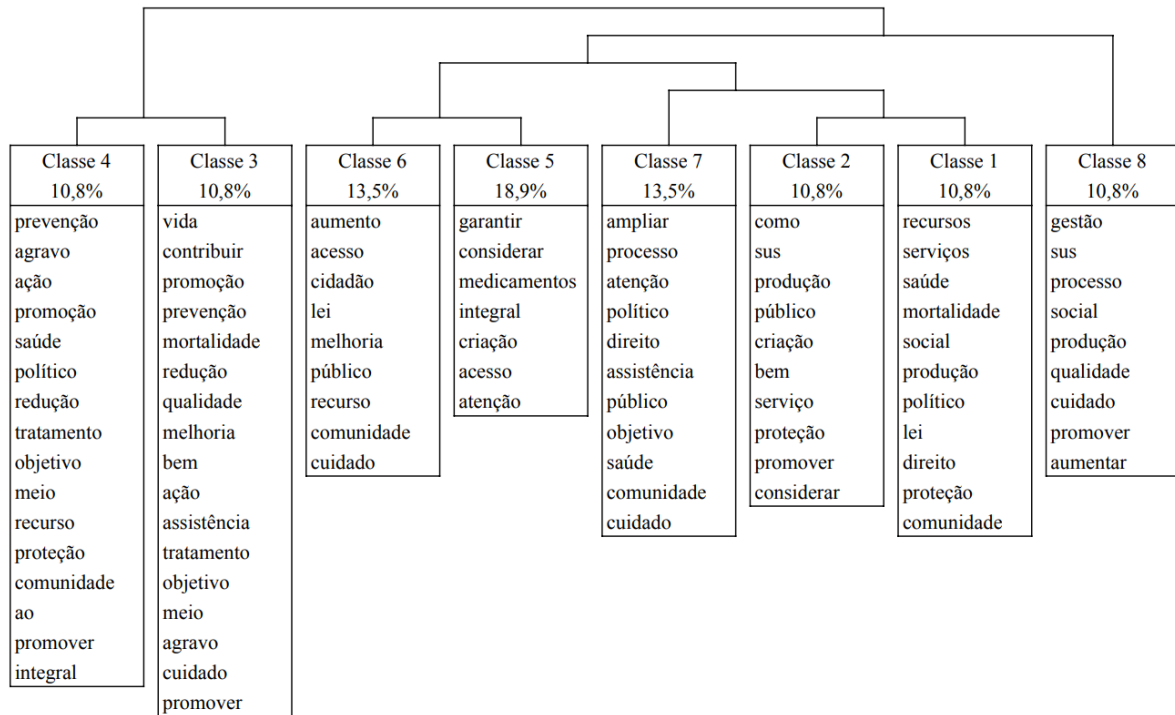 Classe 4
10,8%
prevenção
agravo
ação
promoção
saúde
político
redução
tratamento
objetivo
meio
recurso
proteção
comunidade
ao
promover
integral
Classe 3
10,8%
vida
contribuir
promoção
prevenção
mortalidade
redução
qualidade
melhoria
bem
ação
assistência
tratamento
objetivo
meio
agravo
cuidado
promover
Classe 6
13,5%
aumento
acesso
cidadão
lei
melhoria
público
recurso
comunidade
cuidado
Classe 5
18,9%
garantir
considerar
medicamentos
integral
criação
acesso
atenção
Classe 7
13,5%
ampliar
processo
atenção
político
direito
assistência
público
objetivo
saúde
comunidade
cuidado
Classe 2
10,8%
como
sus
produção
público
criação
bem
serviço
proteção
promover
considerar
Classe 1
10,8%
recursos
serviços
saúde
mortalidade
social
produção
político
lei
direito
proteção
comunidade
Classe 8
10,8%
gestão
sus
processo
social
produção
qualidade
cuidado
promover
aumentar